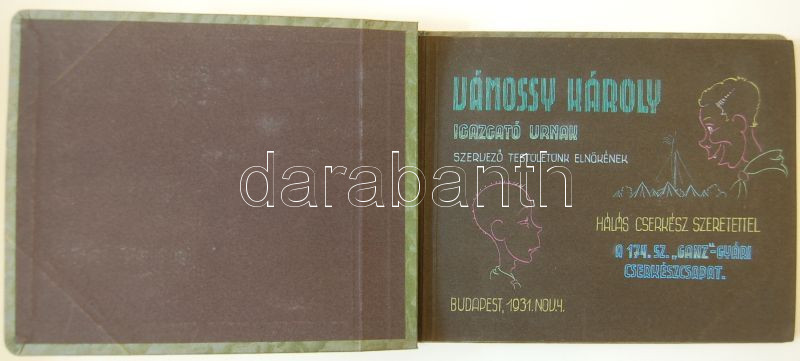 VÁMOSSY KÁROLY
IGAZGATÓ URNAK
SZERVEZŐ TESTÜLETÜNK ELNÖKÉNEK
darabanth
HÁLÁS CSERKÉSZ SZERETETTEL
A 174. SZ. „GANZ”-GYÁRI
CSERKÉSZCSAPAT.
BUDAPEST, 1931. NOV. 4.